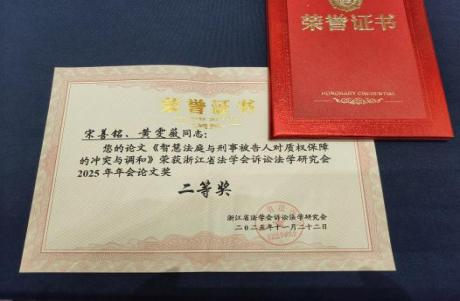 荣誉证书
HONORARY CREDENTIAL
荣誉证书
宋善铭、黄雯薇同志:
您的论文《智慧法庭与刑事被告人对质权保障
的冲突与调和》荣获浙江省法学会诉讼法学研究会
2025年年会论文奖
二等奖
浙江省法学会诉讼法学研究会
二〇二五年十一月二十二日